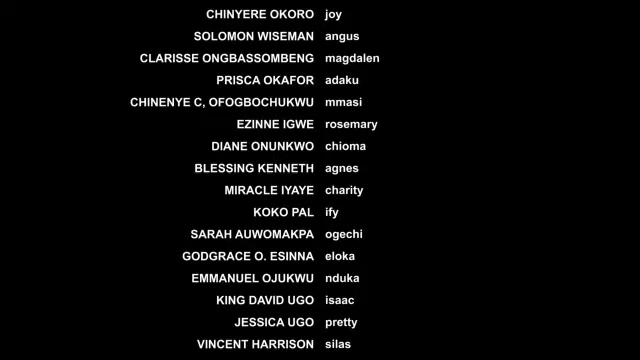 CHINYERE OKORO joy
SOLOMON WISEMAN angus
CLARISSE ONGBASSOMBENG magdalen
PRISCA OKAFOR adaku
CHINENYE C, OFOGBOCHUKWU mmasi
EZINNE IGWE rosemary
DIANE ONUNKWO chioma
BLESSING KENNETH agnes
MIRACLE IYAYE charity
KOKO PAL ify
SARAH AUWOMAKPA ogechi
GODGRACE O. ESINNA eloka
EMMANUEL OJUKWU nduka
KING DAVID UGO isaac
JESSICA UGO pretty
VINCENT HARRISON silas